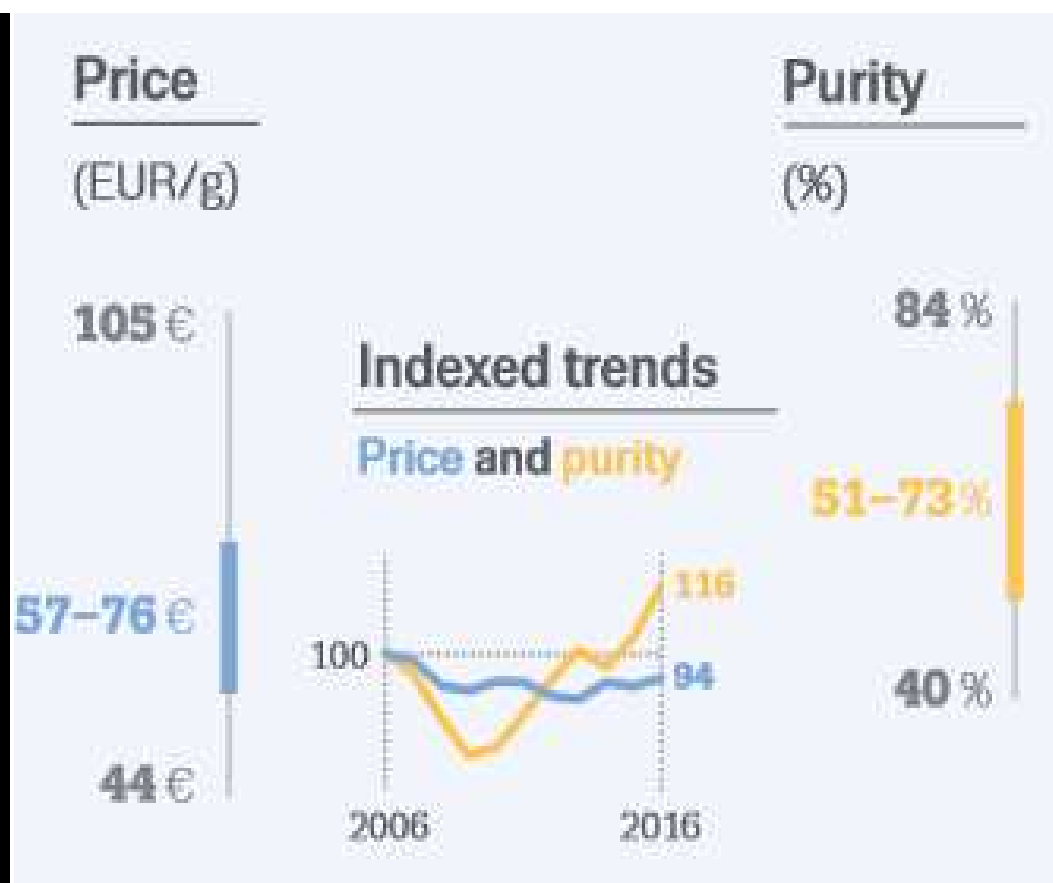 Price
(EUR/g)
105 €
57–76 €
44 €
Indexed trends
Price and purity
100
116
94
2006 2016
Purity
(%)
84 %
51–73 %
40 %